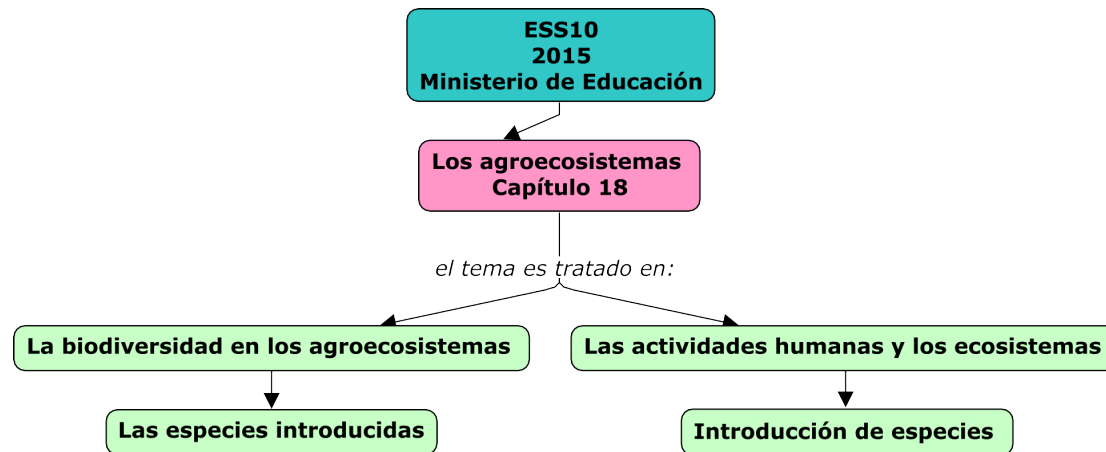 ESS10
2015
Ministerio de Educación
Los agroecosistemas
Capítulo 18
el tema es tratado en:
La biodiversidad en los agroecosistemas
Las actividades humanas y los ecosistemas
Las especies introducidas
Introducción de especies